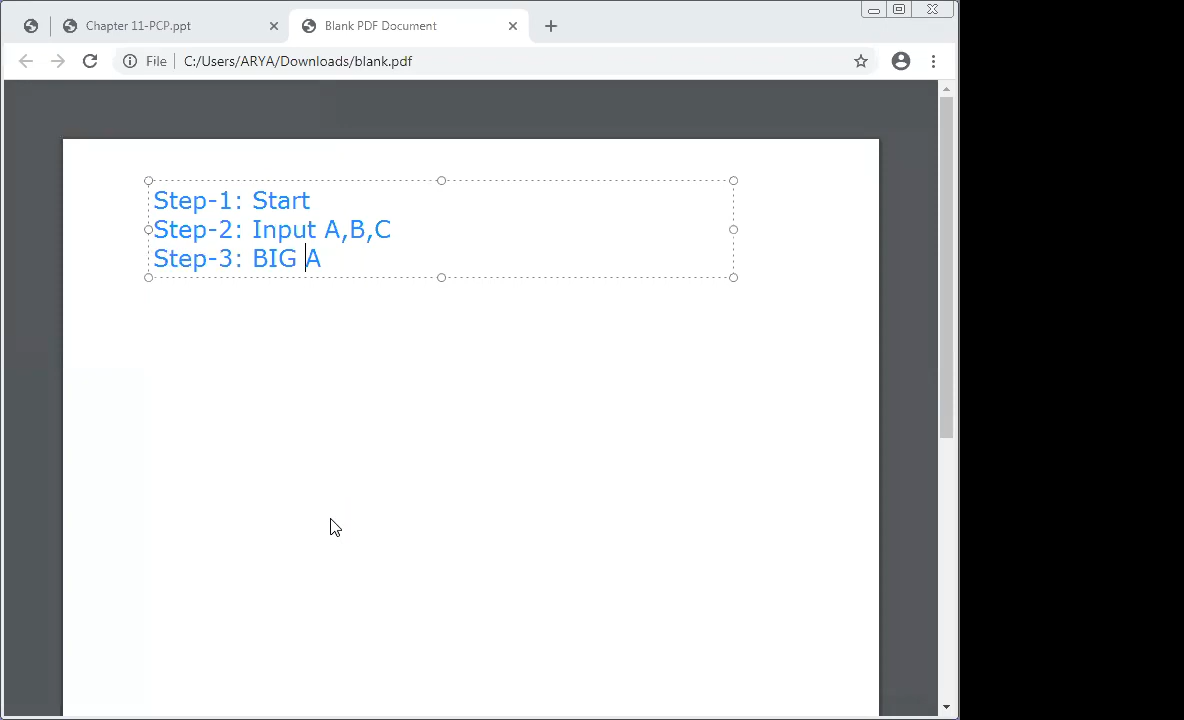 Chapter 11-PCP.ppt
Blank PDF Document
File
C:/Users/ARYA/Downloads/blank.pdf
Step-1: Start
Step-2: Input A,B,C
Step-3: BIG A